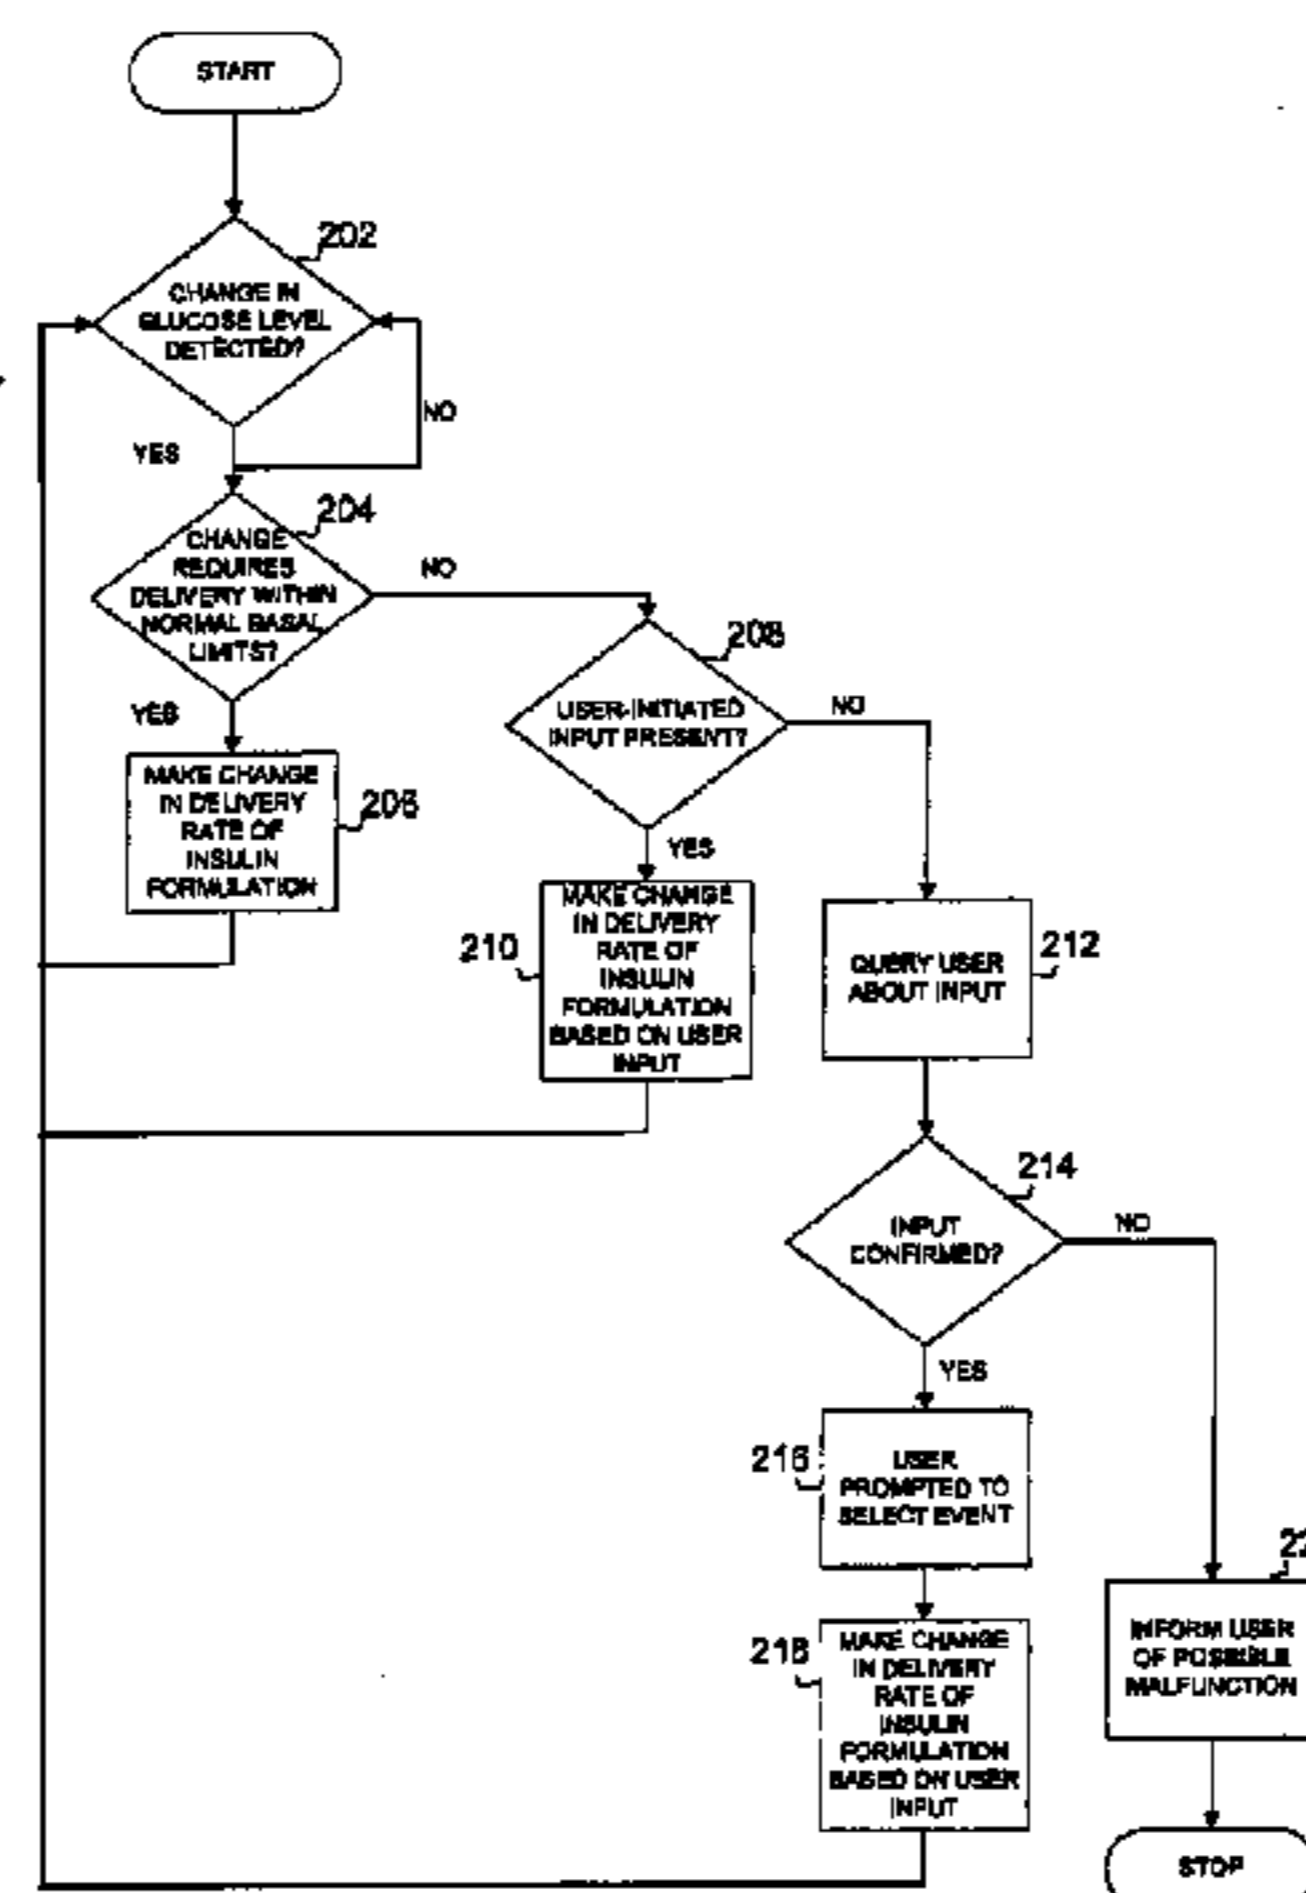 START
202
CHANGE IN
GLUCOSE LEVEL
DETECTED?
NO
YES
204
CHANGE
REQUIRES
DELIVERY WITHIN
NORMAL BASAL
LIMITS?
NO
YES
208
USER-INITIATED
INPUT PRESENT?
NO
YES
MAKE CHANGE
IN DELIVERY
RATE OF
INSULIN
FORMULATION
206
210
MAKE CHANGE
IN DELIVERY
RATE OF
INSULIN
FORMULATION
BASED ON USER
INPUT
QUERY USER
ABOUT INPUT
212
214
INPUT
CONFIRMED?
NO
YES
216
USER
PROMPTED TO
SELECT EVENT
218
MAKE CHANGE
IN DELIVERY
RATE OF
INSULIN
FORMULATION
BASED ON USER
INPUT
INFORM USER
OF POSSIBLE
MALFUNCTION
STOP